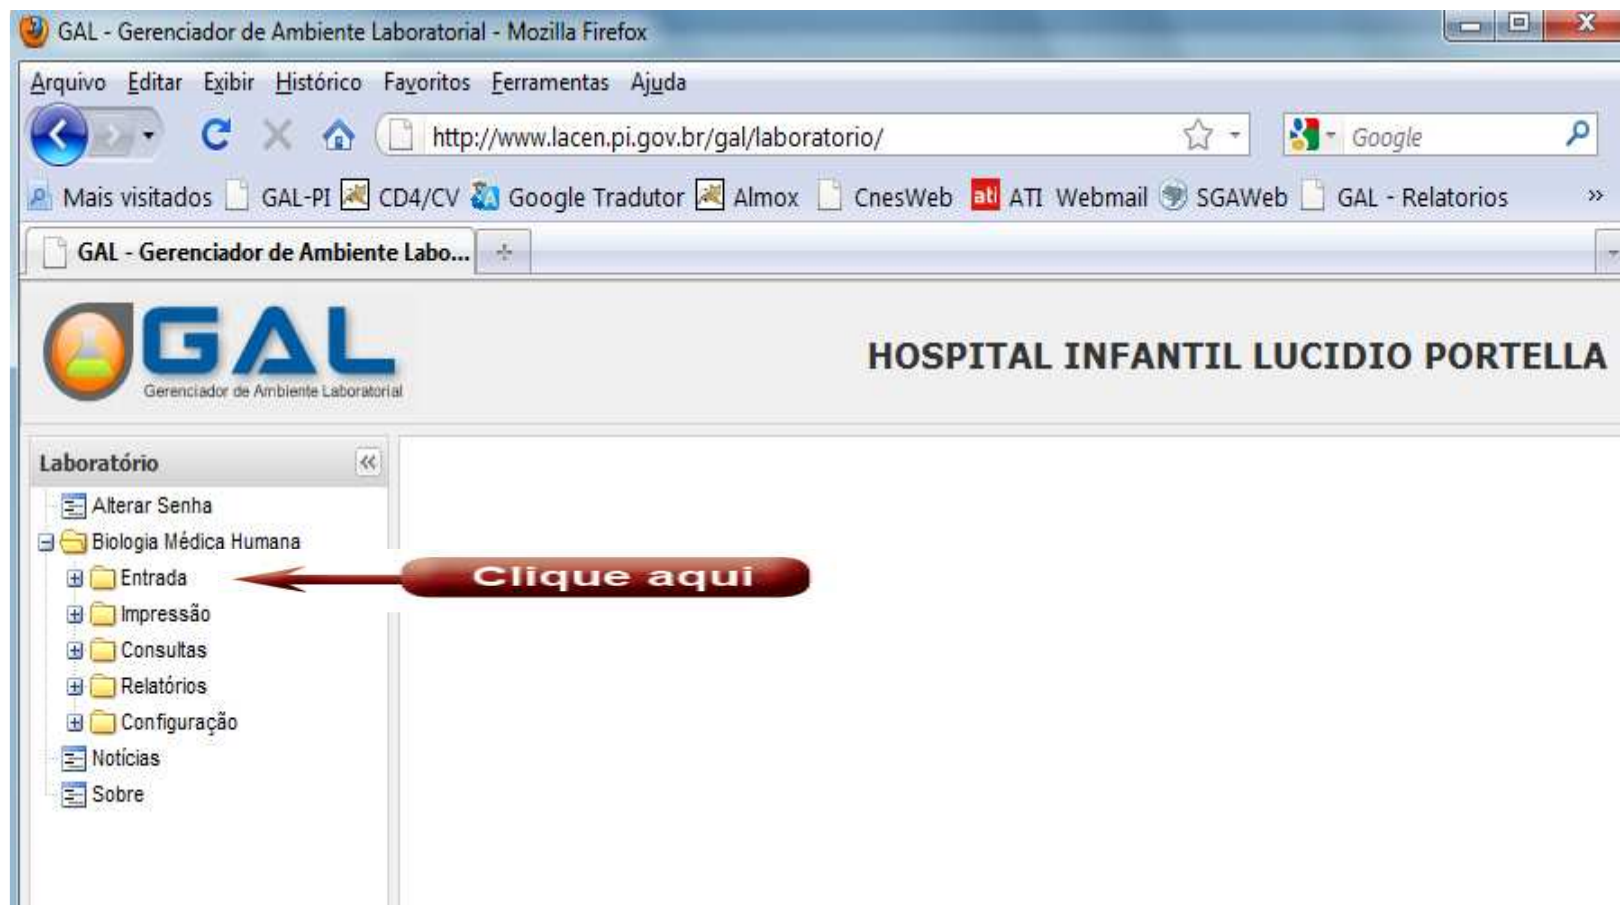 GAL - Gerenciador de Ambiente Laboratorial - Mozilla Firefox
Arquivo Editar Exibir Histórico Favoritos Ferramentas Ajuda
http://www.lacen.pi.gov.br/gal/laboratorio/ Google
Mais visitados GAL-PI CD4/CV Google Tradutor Almox CnesWeb ati ATI Webmail SGAWeb GAL - Relatorios »
GAL - Gerenciador de Ambiente Labo...
GAL
Gerenciador de Ambiente Laboratorial
HOSPITAL INFANTIL LUCIDIO PORTELLA
Laboratório
Alterar Senha
Biologia Médica Humana
Entrada
Clique aqui
Impressão
Consultas
Relatórios
Configuração
Notícias
Sobre